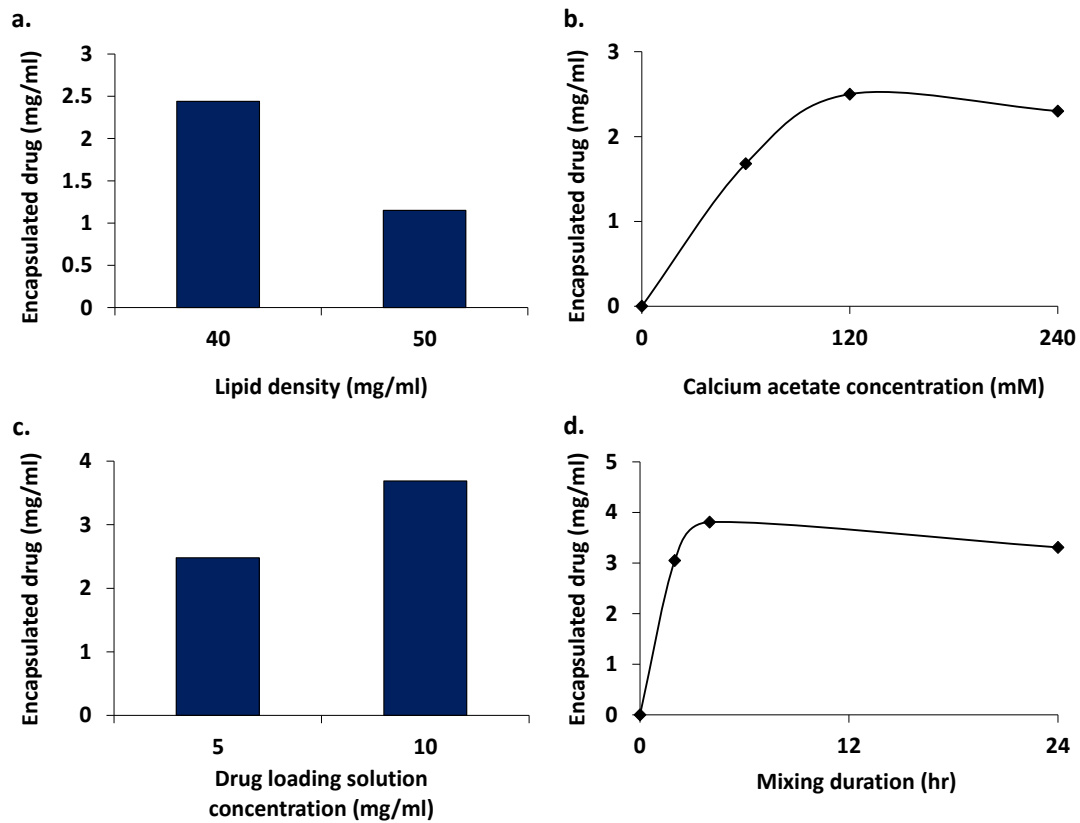 a.
Encapsulated drug (mg/ml)
3
2.5
2
1.5
1
0.5
0
40
50
Lipid density (mg/ml)
b.
Encapsulated drug (mg/ml)
3
2
1
0
0
120
240
Calcium acetate concentration (mM)
c.
Encapsulated drug (mg/ml)
4
3
2
1
0
5
10
Drug loading solution
concentration (mg/ml)
d.
Encapsulated drug (mg/ml)
5
4
3
2
1
0
0
12
24
Mixing duration (hr)